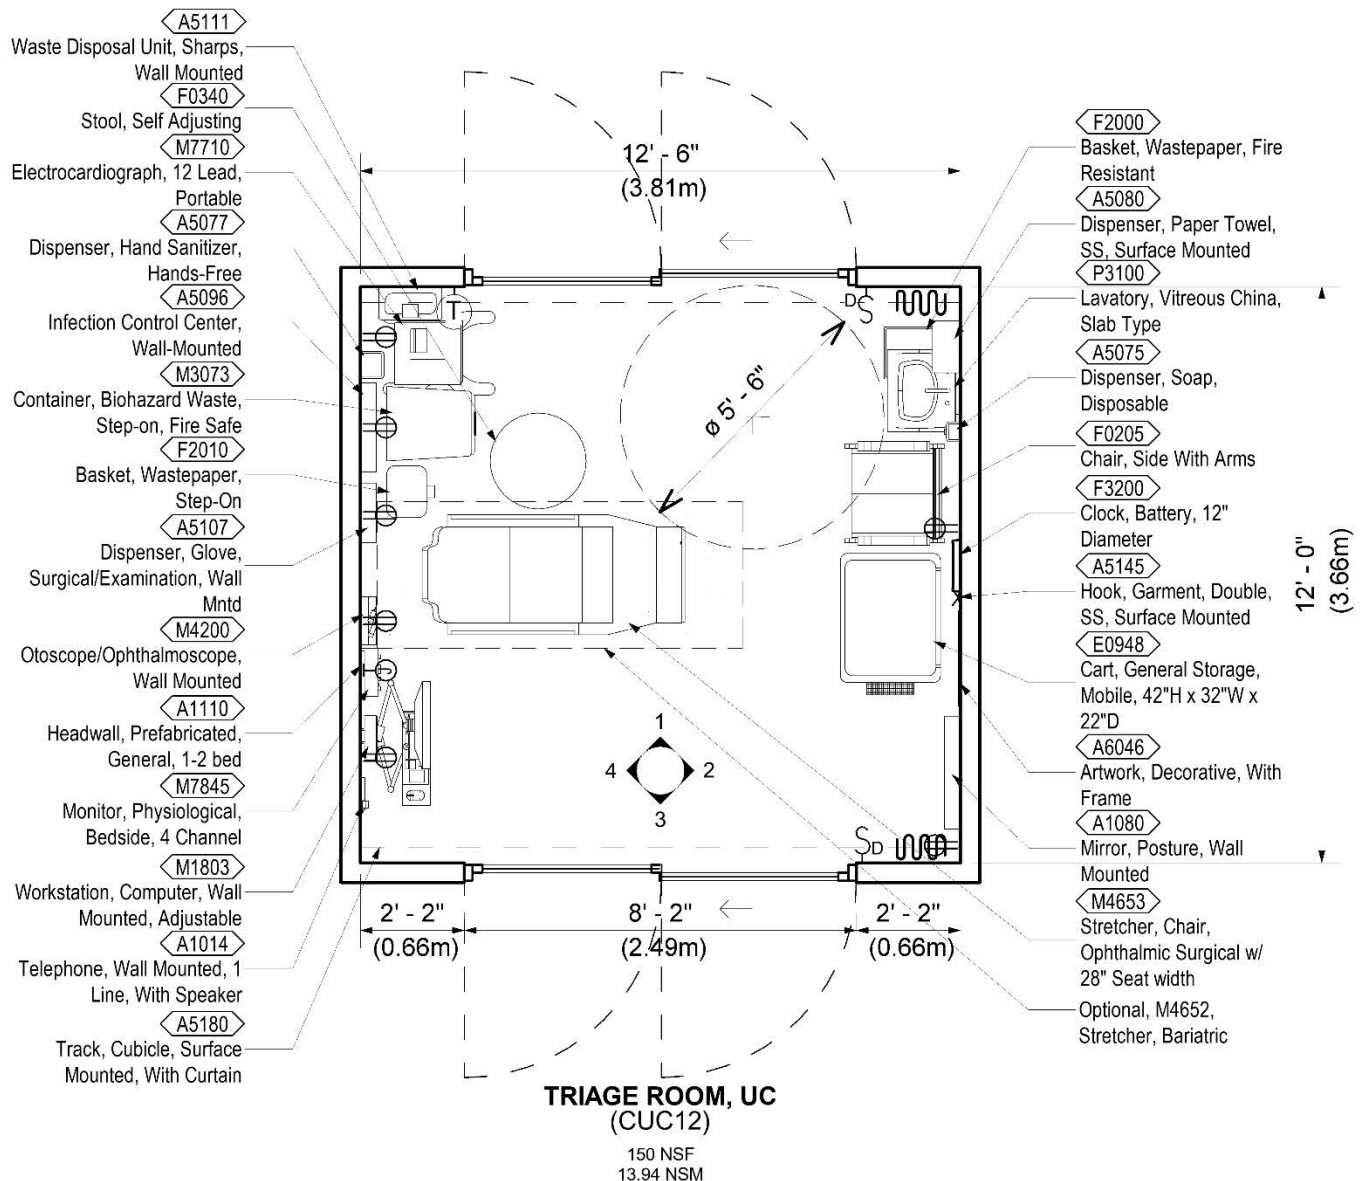 A5111
Waste Disposal Unit, Sharps,
Wall Mounted
F0340
Stool, Self Adjusting
M7710
Electrocardiograph, 12 Lead,
Portable
A5077
Dispenser, Hand Sanitizer,
Hands-Free
A5096
Infection Control Center,
Wall-Mounted
M3073
Container, Biohazard Waste,
Step-on, Fire Safe
F2010
Basket, Wastepaper,
Step-On
A5107
Dispenser, Glove,
Surgical/Examination, Wall
Mntd
M4200
Otoscope/Ophthalmoscope,
Wall Mounted
A1110
Headwall, Prefabricated,
General, 1-2 bed
M7845
Monitor, Physiological,
Bedside, 4 Channel
M1803
Workstation, Computer, Wall
Mounted, Adjustable
A1014
Telephone, Wall Mounted, 1
Line, With Speaker
A5180
Track, Cubicle, Surface
Mounted, With Curtain
12' - 6"
(3.81m)
T
D S
ø 5' - 6"
1
4 2
3
S D
2' - 2"
(0.66m)
8' - 2"
(2.49m)
2' - 2"
(0.66m)
F2000
Basket, Wastepaper, Fire
Resistant
A5080
Dispenser, Paper Towel,
SS, Surface Mounted
P3100
Lavatory, Vitreous China,
Slab Type
A5075
Dispenser, Soap,
Disposable
F0205
Chair, Side With Arms
F3200
Clock, Battery, 12"
Diameter
A5145
Hook, Garment, Double,
SS, Surface Mounted
E0948
Cart, General Storage,
Mobile, 42"H x 32"W x
22"D
A6046
Artwork, Decorative, With
Frame
A1080
Mirror, Posture, Wall
Mounted
M4653
Stretcher, Chair,
Ophthalmic Surgical w/
28" Seat width
Optional, M4652,
Stretcher, Bariatric
12' - 0"
(3.66m)
TRIAGE ROOM, UC
(CUC12)
150 NSF
13.94 NSM